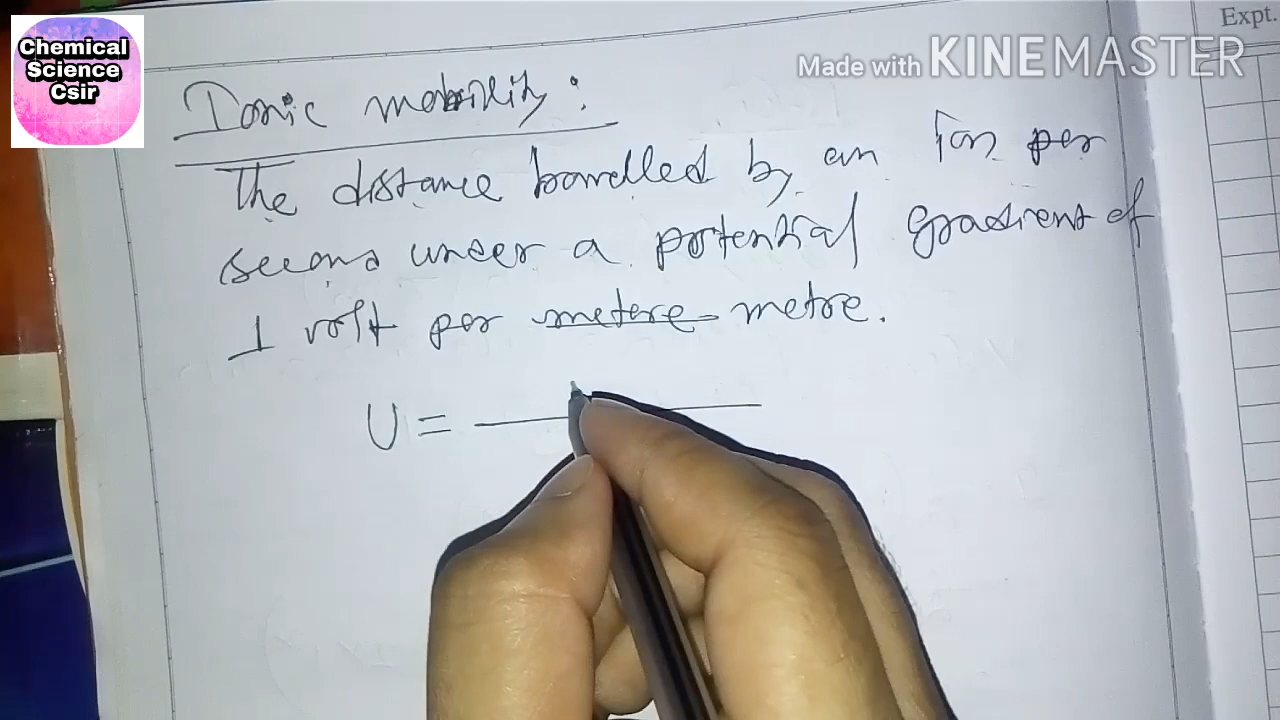 Chemical
Science
Csir
Made with KINEMASTER
Expt.
Ionic mobility :
The distance travelled by an Ion per
second under a potential gradient of
1 volt per metere metre.
U =